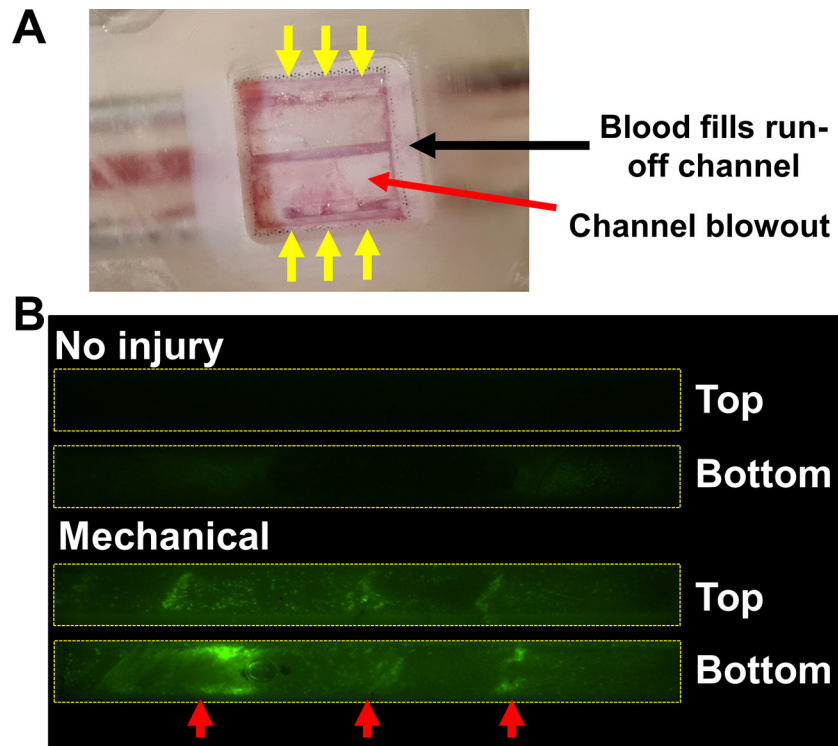 A
Blood fills run-
off channel
Channel blowout
B
No injury
Top
Bottom
Mechanical
Top
Bottom